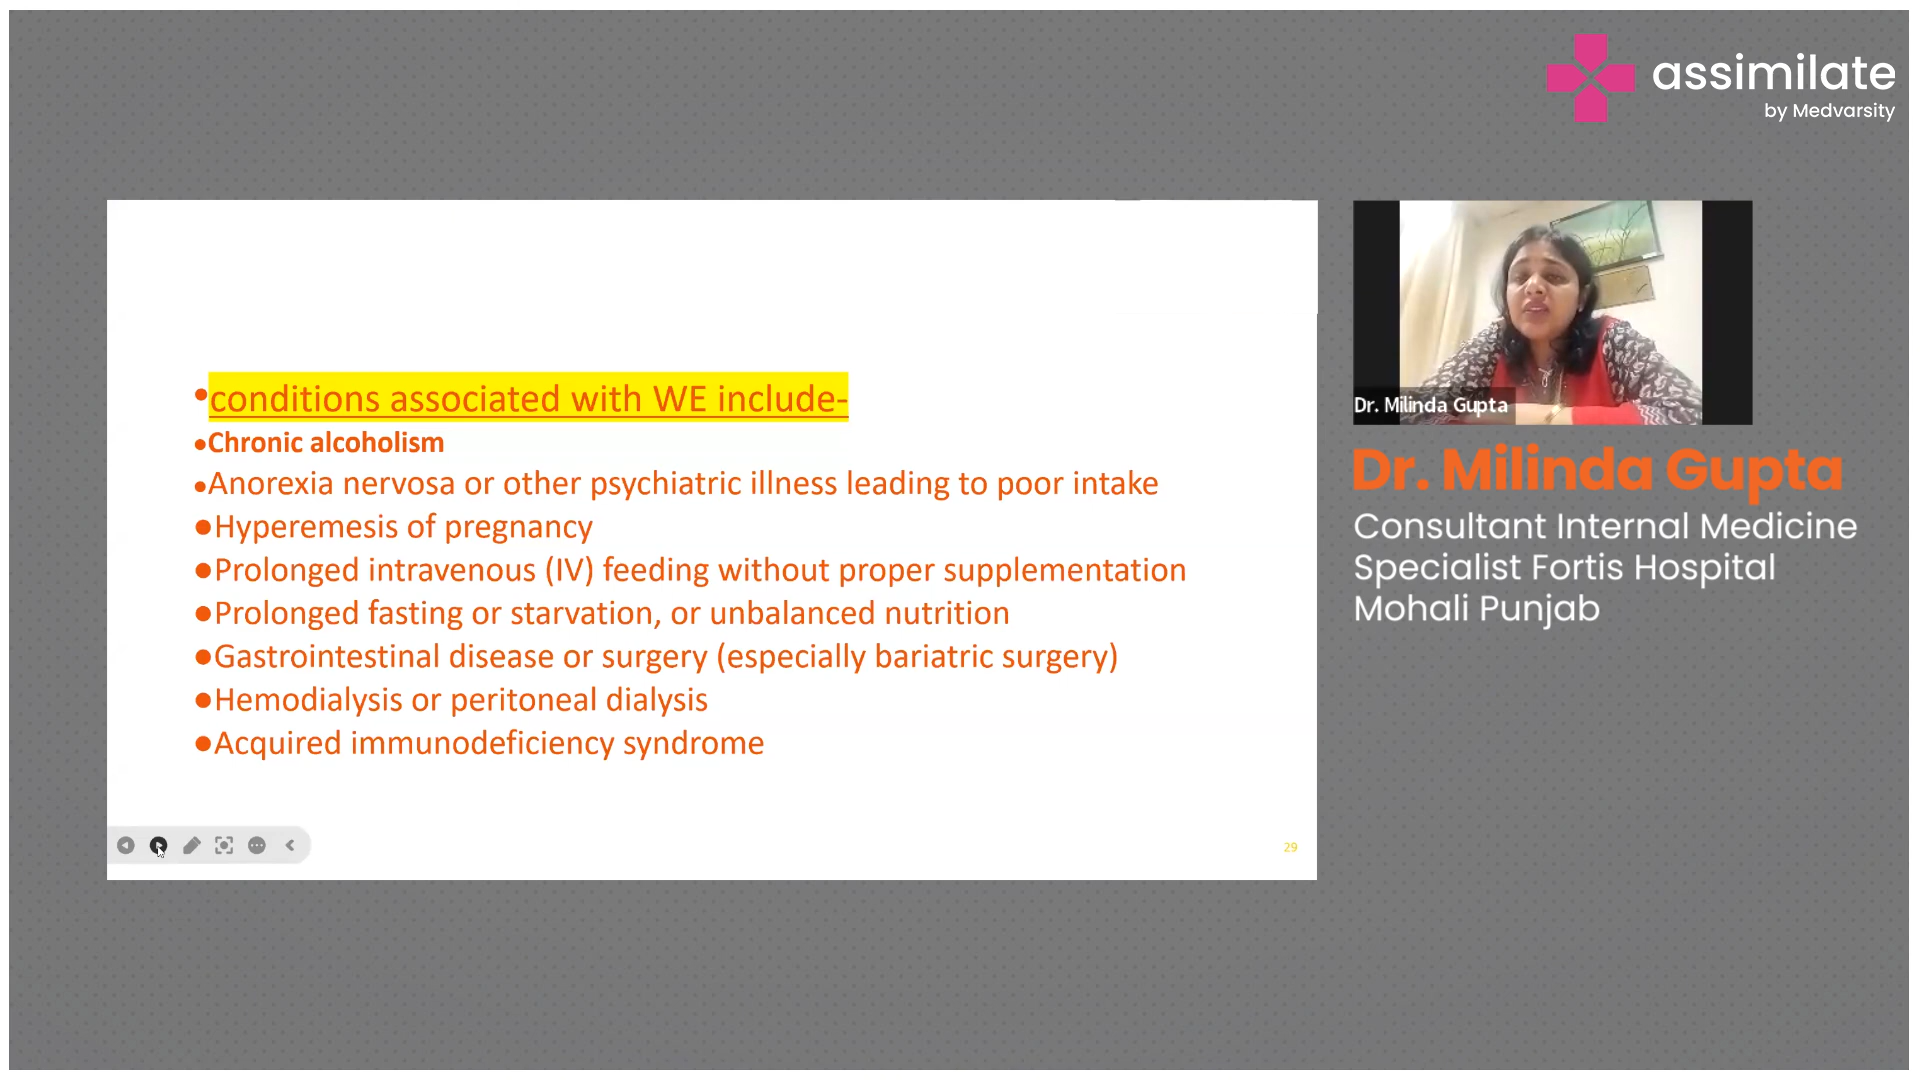 assimilate
by Medvarsity
•conditions associated with WE include-
•Chronic alcoholism
•Anorexia nervosa or other psychiatric illness leading to poor intake
●Hyperemesis of pregnancy
●Prolonged intravenous (IV) feeding without proper supplementation
●Prolonged fasting or starvation, or unbalanced nutrition
●Gastrointestinal disease or surgery (especially bariatric surgery)
●Hemodialysis or peritoneal dialysis
●Acquired immunodeficiency syndrome
29
Dr. Milinda Gupta
Dr. Milinda Gupta
Consultant Internal Medicine
Specialist Fortis Hospital
Mohali Punjab